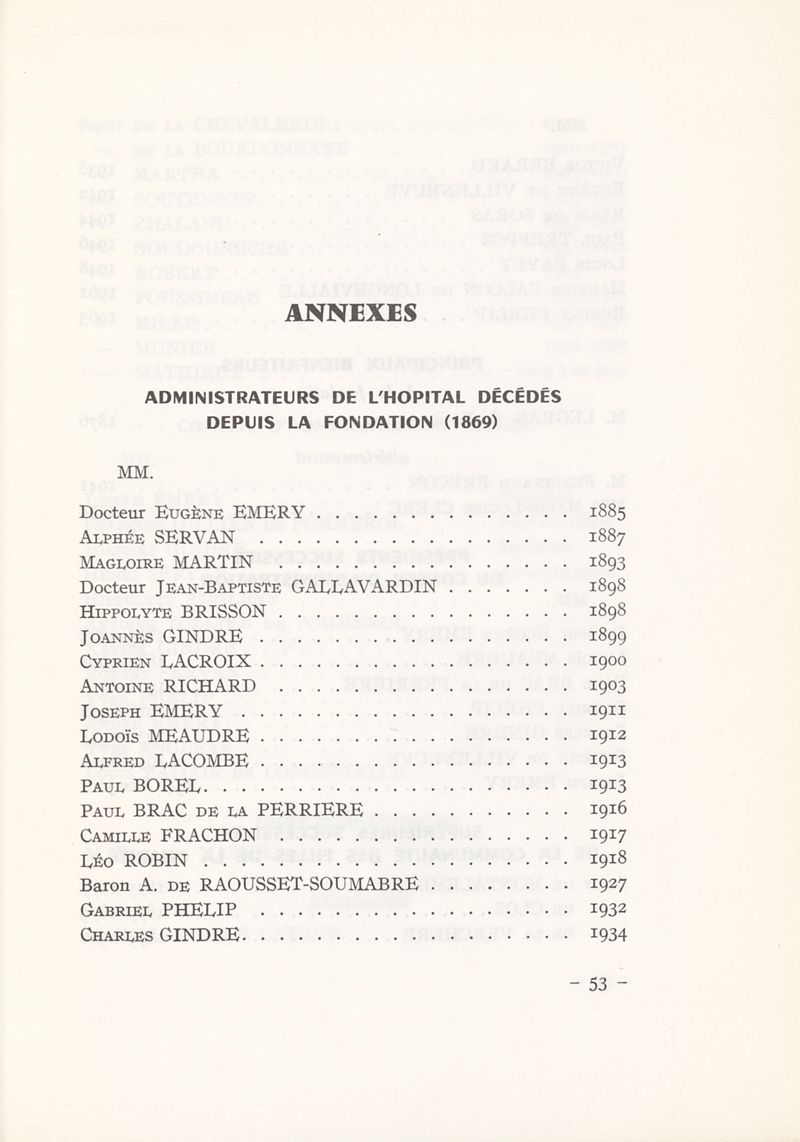 ANNEXES
ADMINISTRATEURS DE L'HOPITAL DÉCÉDÉS
DEPUIS LA FONDATION (1869)
MM.
Docteur Eugène EMERY . . . . . . . . . . . . . . 1885
Alphée SERVAN . . . . . . . . . . . . . . . . . 1887
Magloire MARTIN . . . . . . . . . . . . . . . . 1893
Docteur Jean-Baptiste GALLAVARDIN . . . . . . . 1898
Hippolyte BRISSON . . . . . . . . . . . . . . . 1898
Joannès GINDRE . . . . . . . . . . . . . . . . . 1899
Cyprien LACROIX . . . . . . . . . . . . . . . . 1900
Antoine RICHARD . . . . . . . . . . . . . . . . 1903
Joseph EMERY . . . . . . . . . . . . . . . . . . 1911
Lodoïs MEAUDRE . . . . . . . . . . . . . . . . . 1912
Alfred LACOMBE . . . . . . . . . . . . . . . . . 1913
Paul BOREL . . . . . . . . . . . . . . . . . . . 1913
Paul BRAC de la PERRIERE . . . . . . . . . . . 1916
Camille FRACHON . . . . . . . . . . . . . . . . 1917
Léo ROBIN . . . . . . . . . . . . . . . . . . . 1918
Baron A. de RAOUSSET-SOUMABRE . . . . . . . . 1927
Gabriel PHELIP . . . . . . . . . . . . . . . . . 1932
Charles GINDRE . . . . . . . . . . . . . . . . . 1934
- 53 -